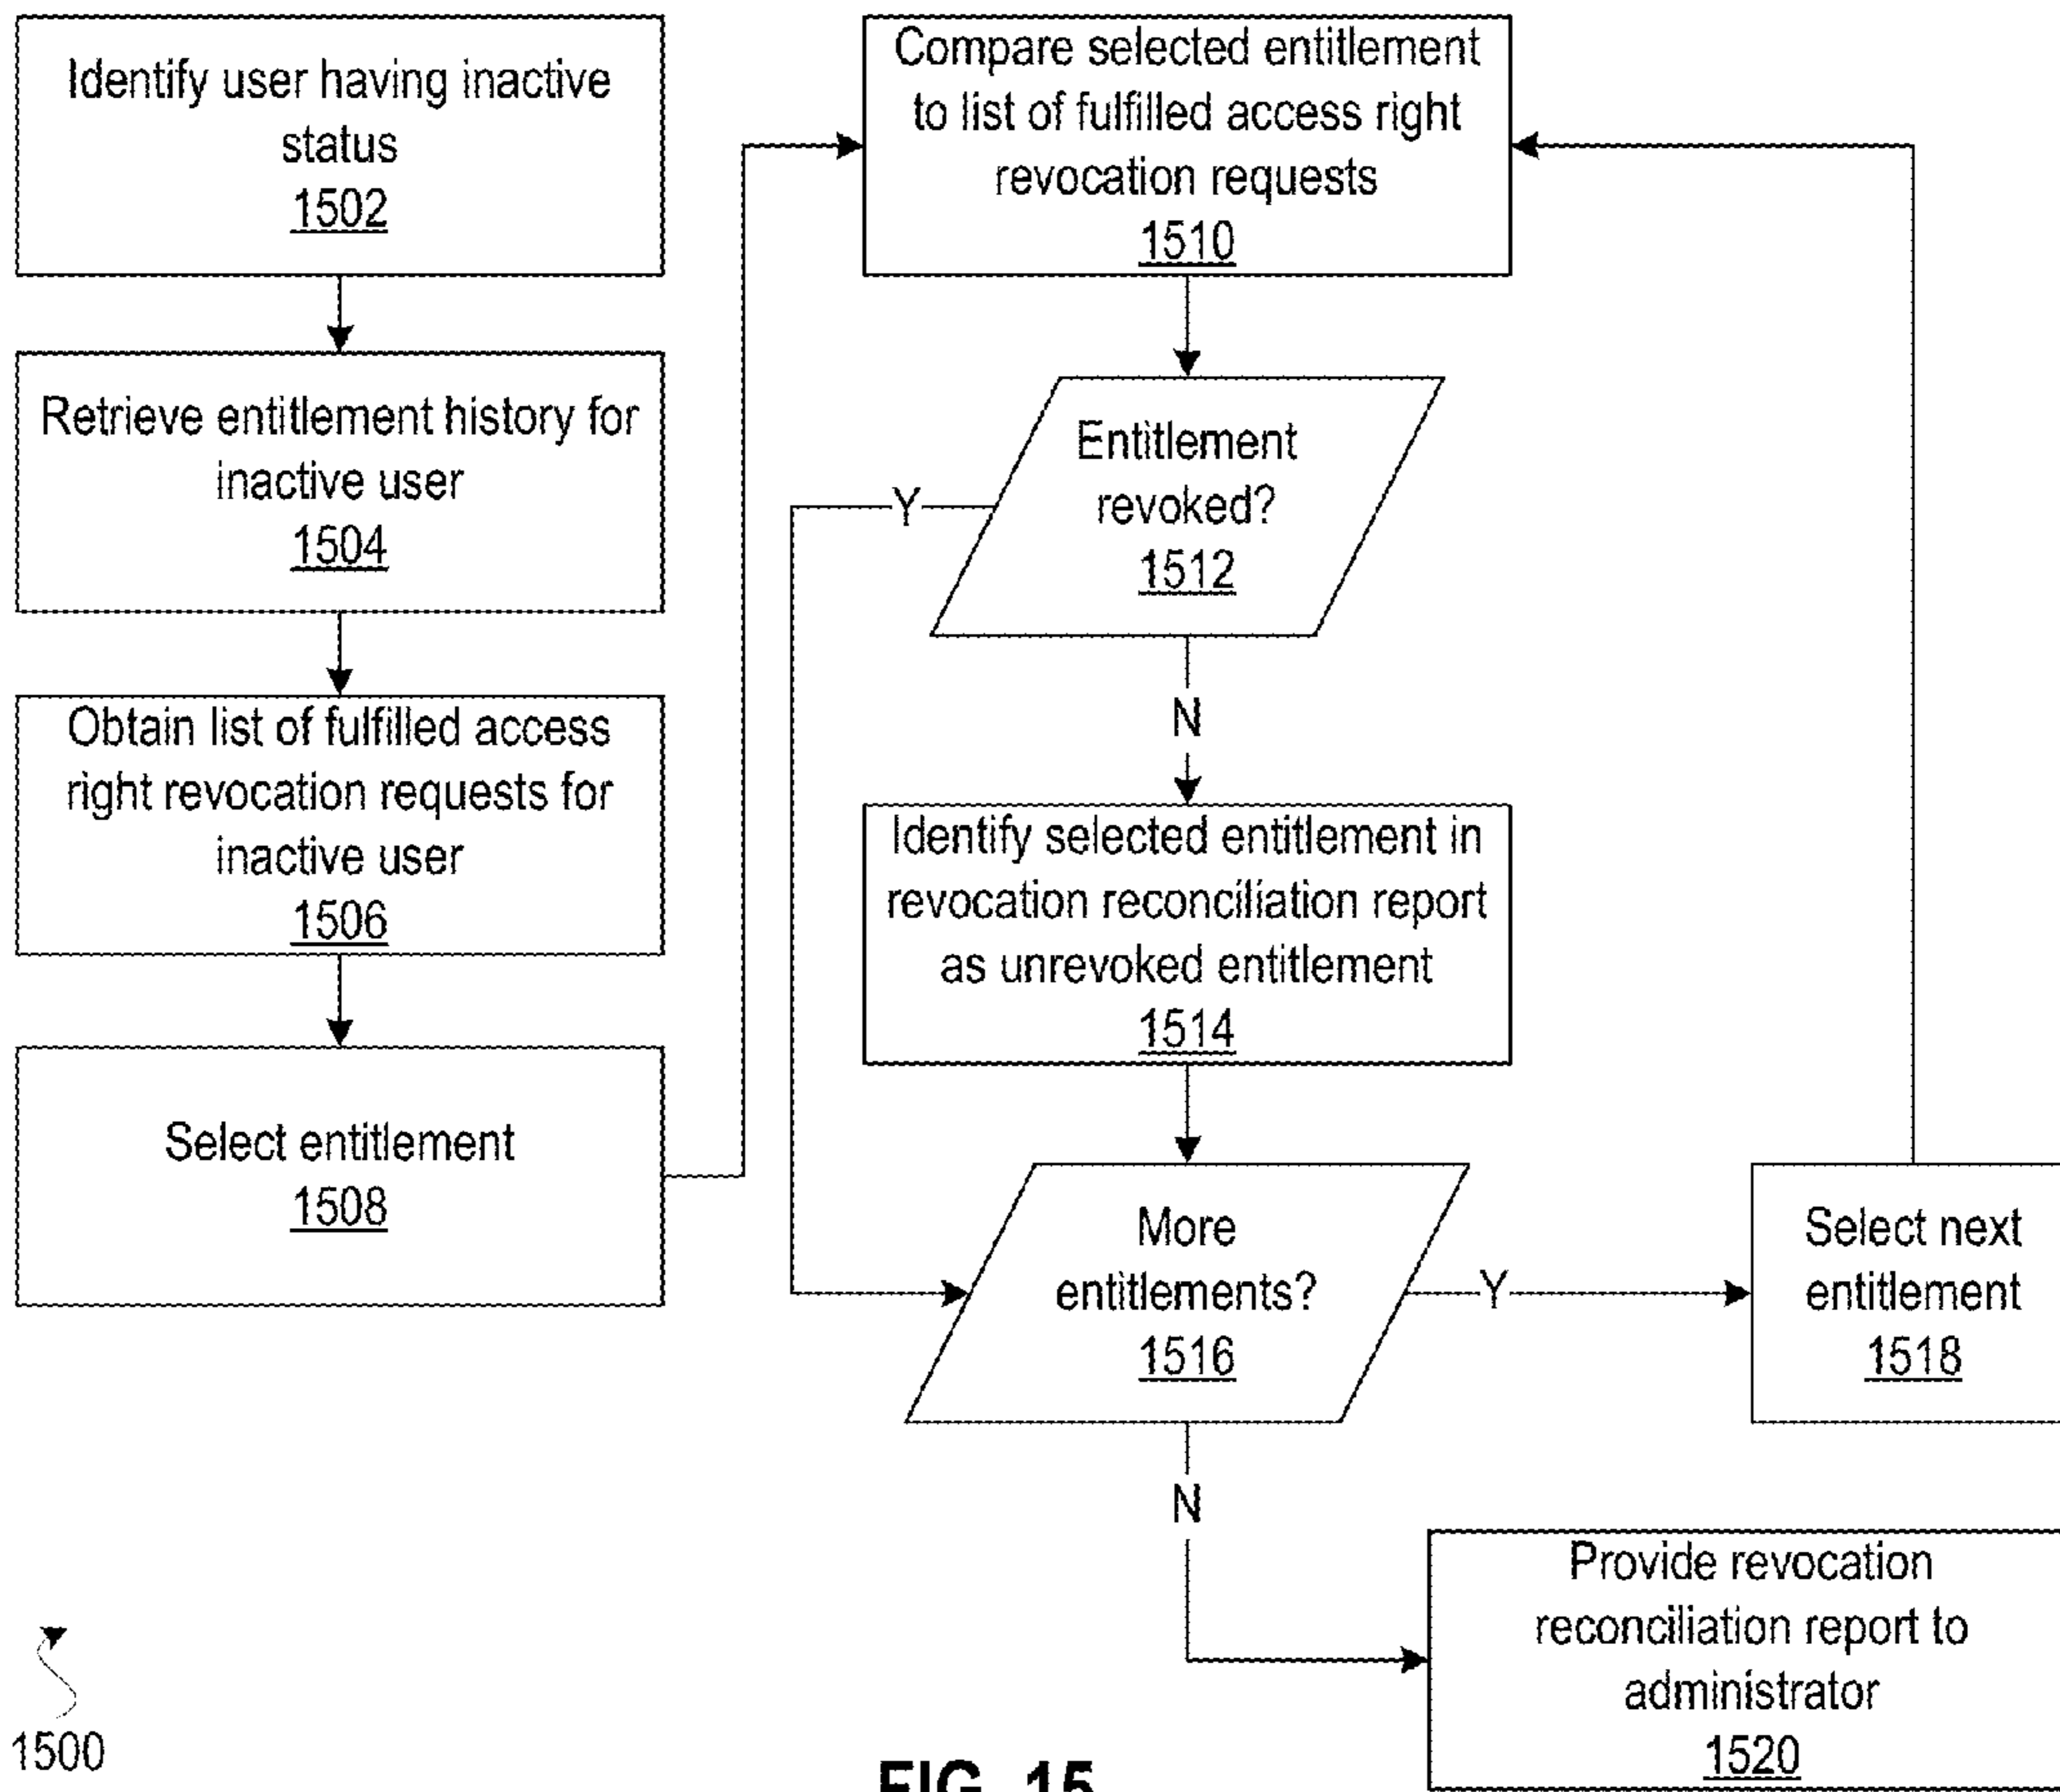 Identify user having inactive
status
1502
Retrieve entitlement history for
inactive user
1504
Obtain list of fulfilled access
right revocation requests for
inactive user
1506
Select entitlement
1508
Compare selected entitlement
to list of fulfilled access right
revocation requests
1510
Entitlement
revoked?
1512
Y
N
Identify selected entitlement in
revocation reconciliation report
as unrevoked entitlement
1514
More
entitlements?
1516
Y
Select next
entitlement
1518
N
Provide revocation
reconciliation report to
administrator
1520
1500
FIG. 15